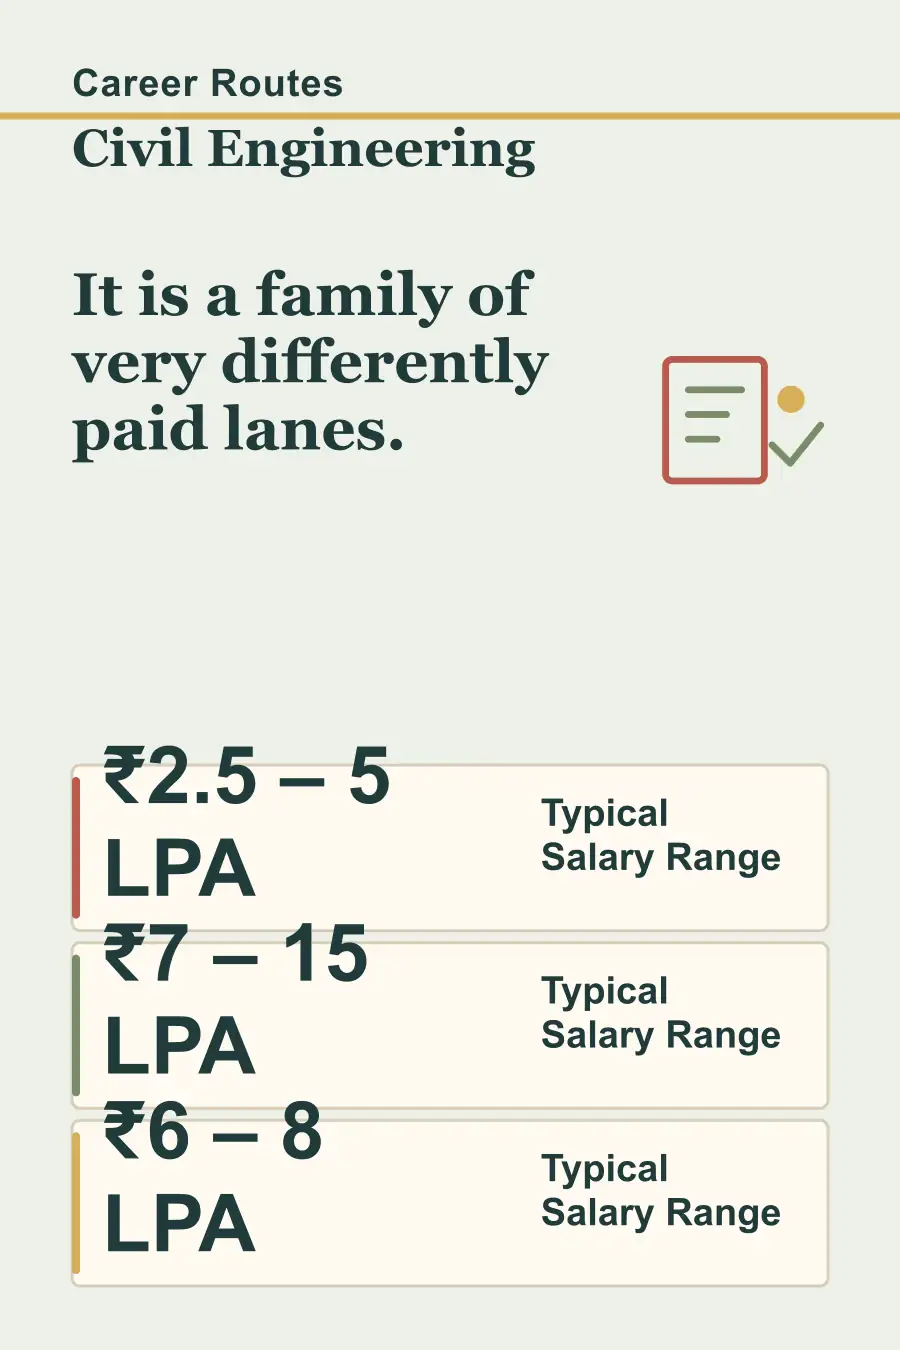 Career Routes
Civil Engineering
It is a family of
very differently
paid lanes.
₹2.5 – 5
LPA
Typical
Salary Range
₹7 – 15
LPA
Typical
Salary Range
₹6 – 8
LPA
Typical
Salary Range